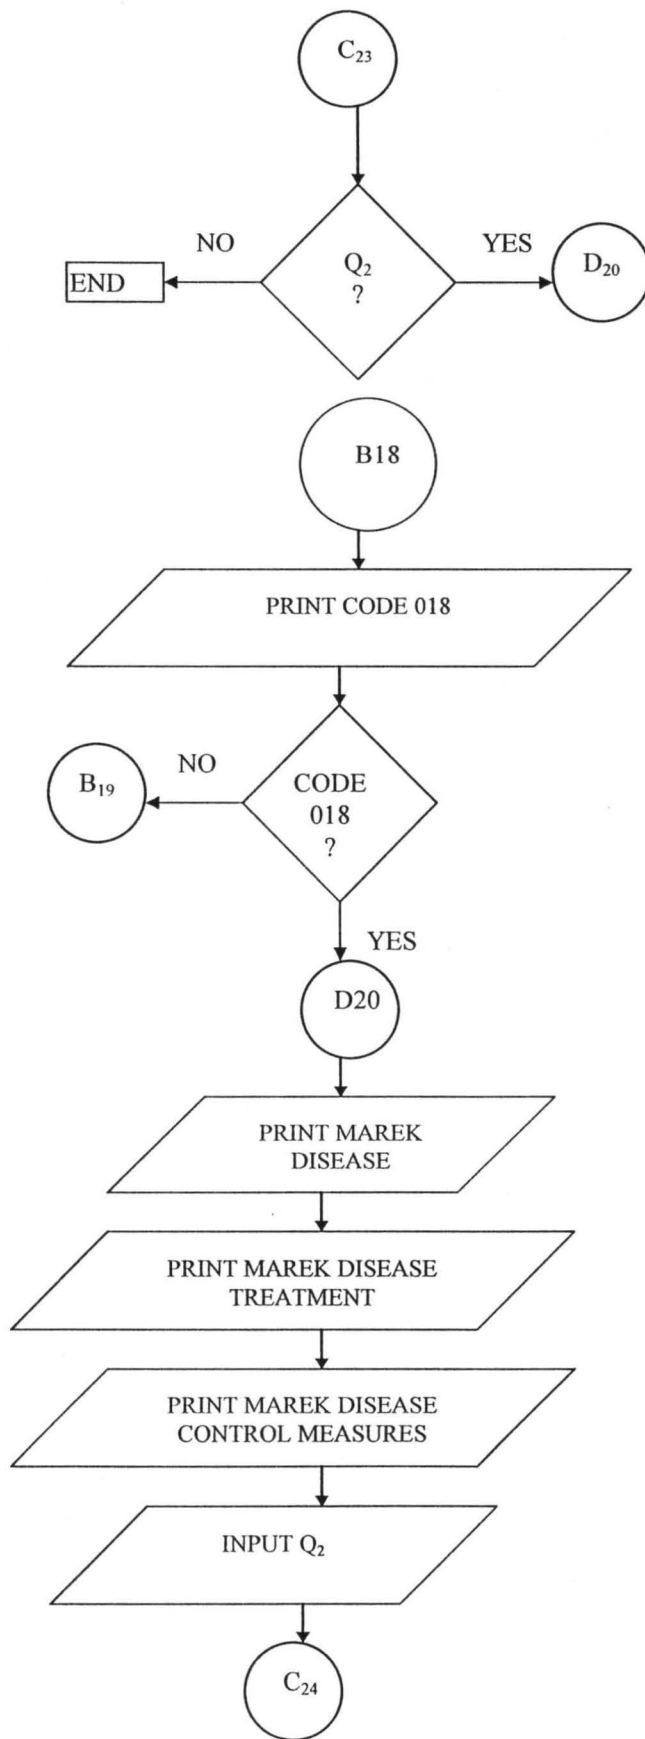 C₂₃
NO
YES
END
Q₂
?
D₂₀
B18
PRINT CODE 018
B₁₉
NO
CODE
018
?
YES
D20
PRINT MAREK
DISEASE
PRINT MAREK DISEASE
TREATMENT
PRINT MAREK DISEASE
CONTROL MEASURES
INPUT Q₂
C₂₄